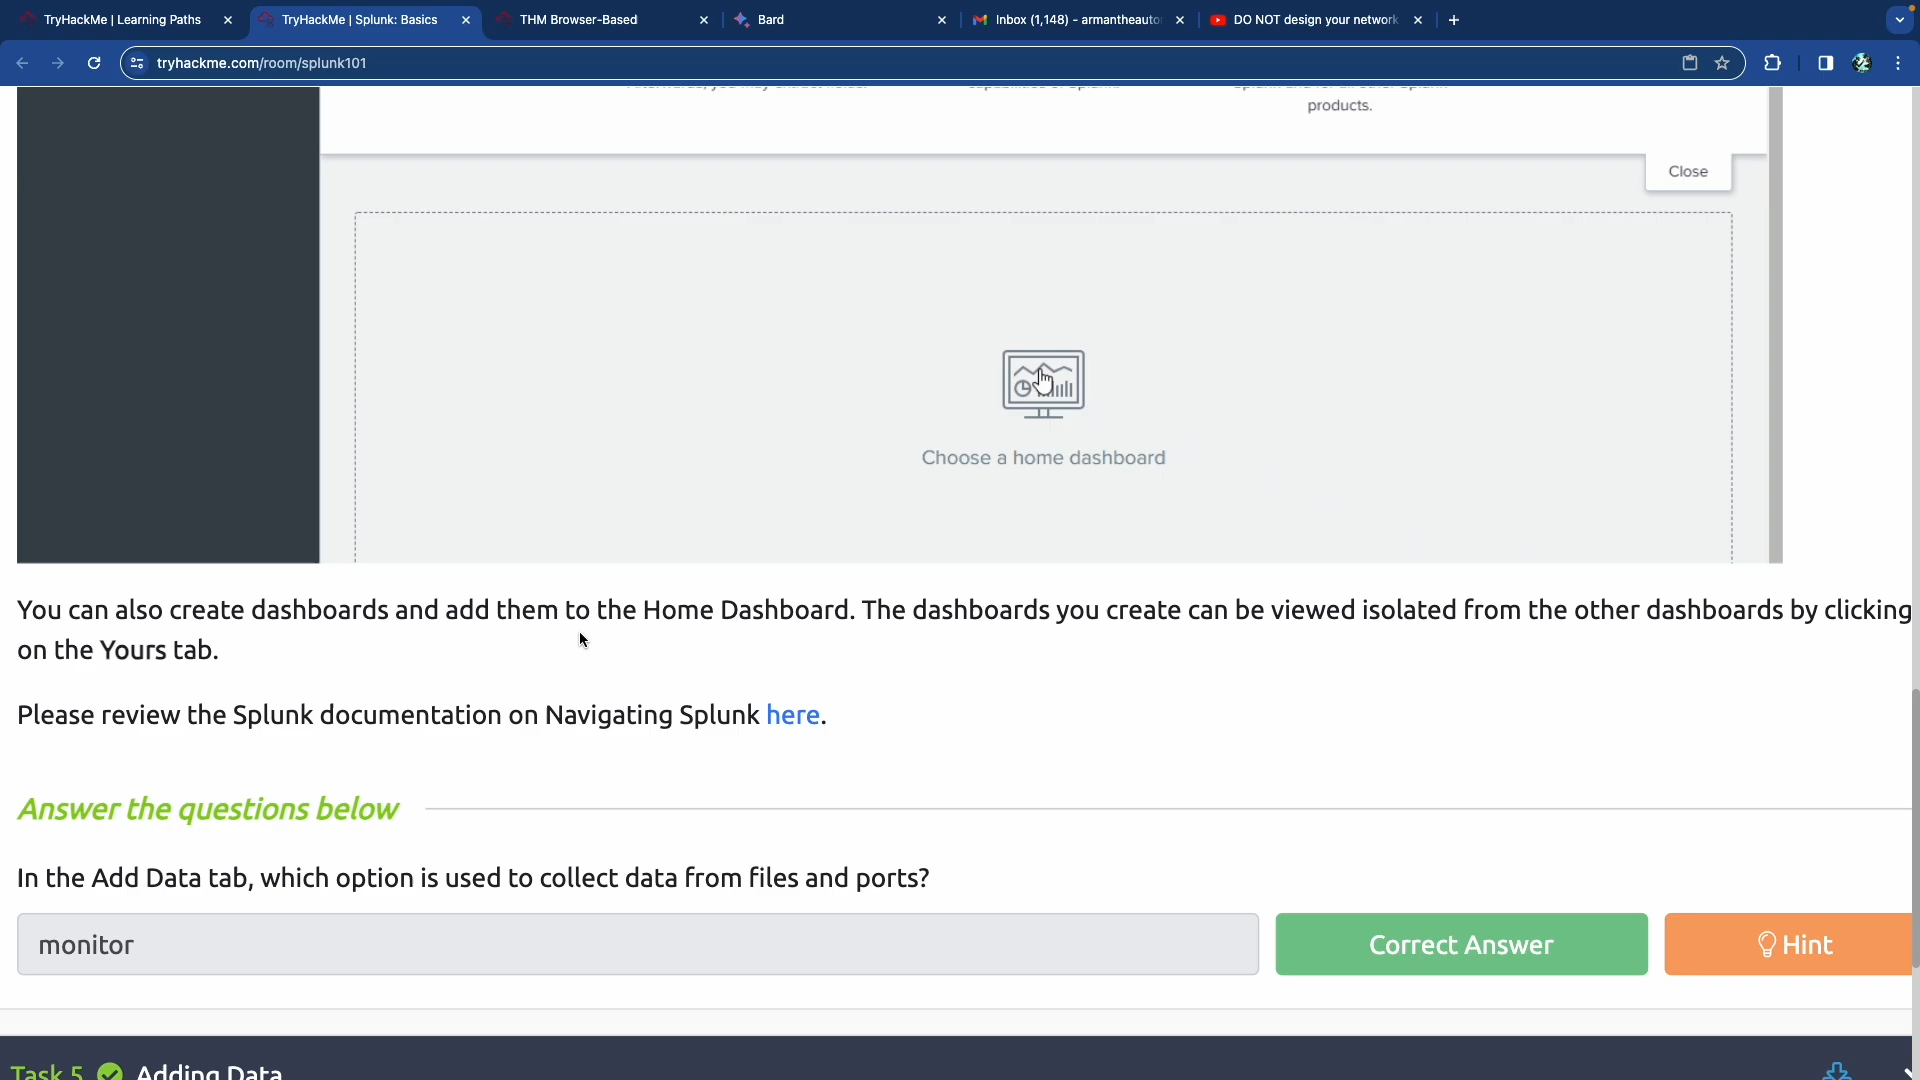 TryHackMe | Learning Paths
TryHackMe | Splunk: Basics
THM Browser-Based
Bard
Inbox (1,148) - armantheauto
DO NOT design your network
tryhackme.com/room/splunk101
products.
Close
Choose a home dashboard
You can also create dashboards and add them to the Home Dashboard. The dashboards you create can be viewed isolated from the other dashboards by clicking
on the Yours tab.
Please review the Splunk documentation on Navigating Splunk here.
Answer the questions below
In the Add Data tab, which option is used to collect data from files and ports?
monitor
Correct Answer
Hint
Task 5 Adding Data